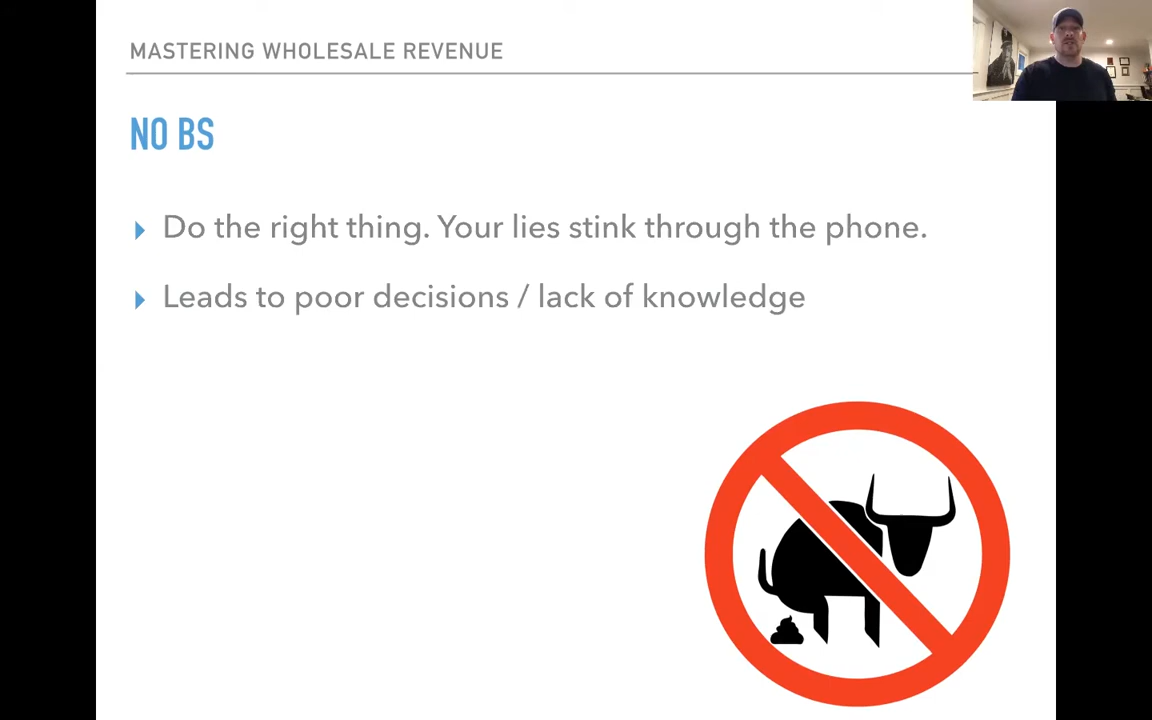 MASTERING WHOLESALE REVENUE
NO BS
Do the right thing. Your lies stink through the phone.
Leads to poor decisions / lack of knowledge